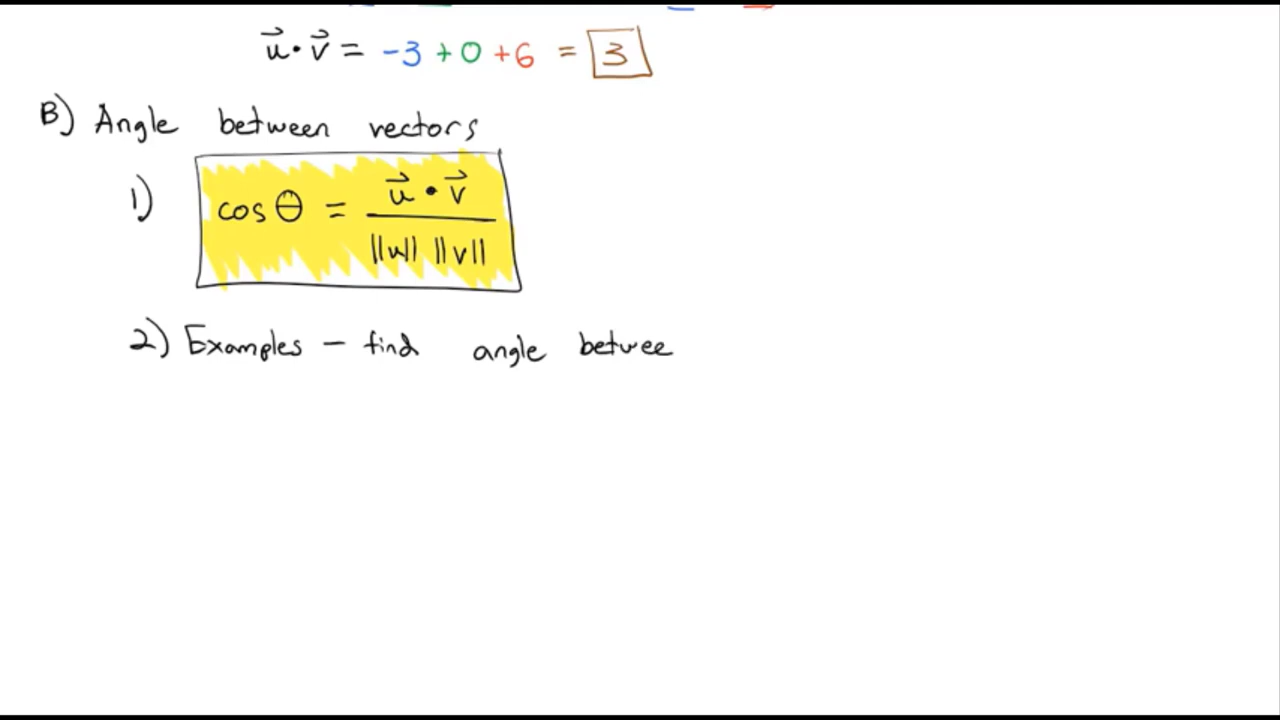 u⃗ · v⃗ = -3 + 0 + 6 = 3
B) Angle between vectors
1) cos θ = u⃗ · v⃗
||u|| ||v||
2) Examples – find angle betwee